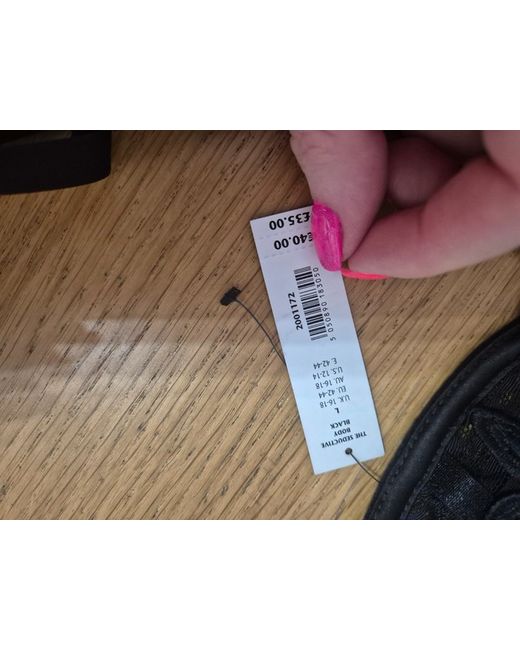 THE SEDUCTIVE
BODY
BLACK
L
U.K. 16-18
EU: 42-44
AU: 16-18
U.S. 12-14
E: 42-44
5 050890 183050
2001172
£40.00
£35.00